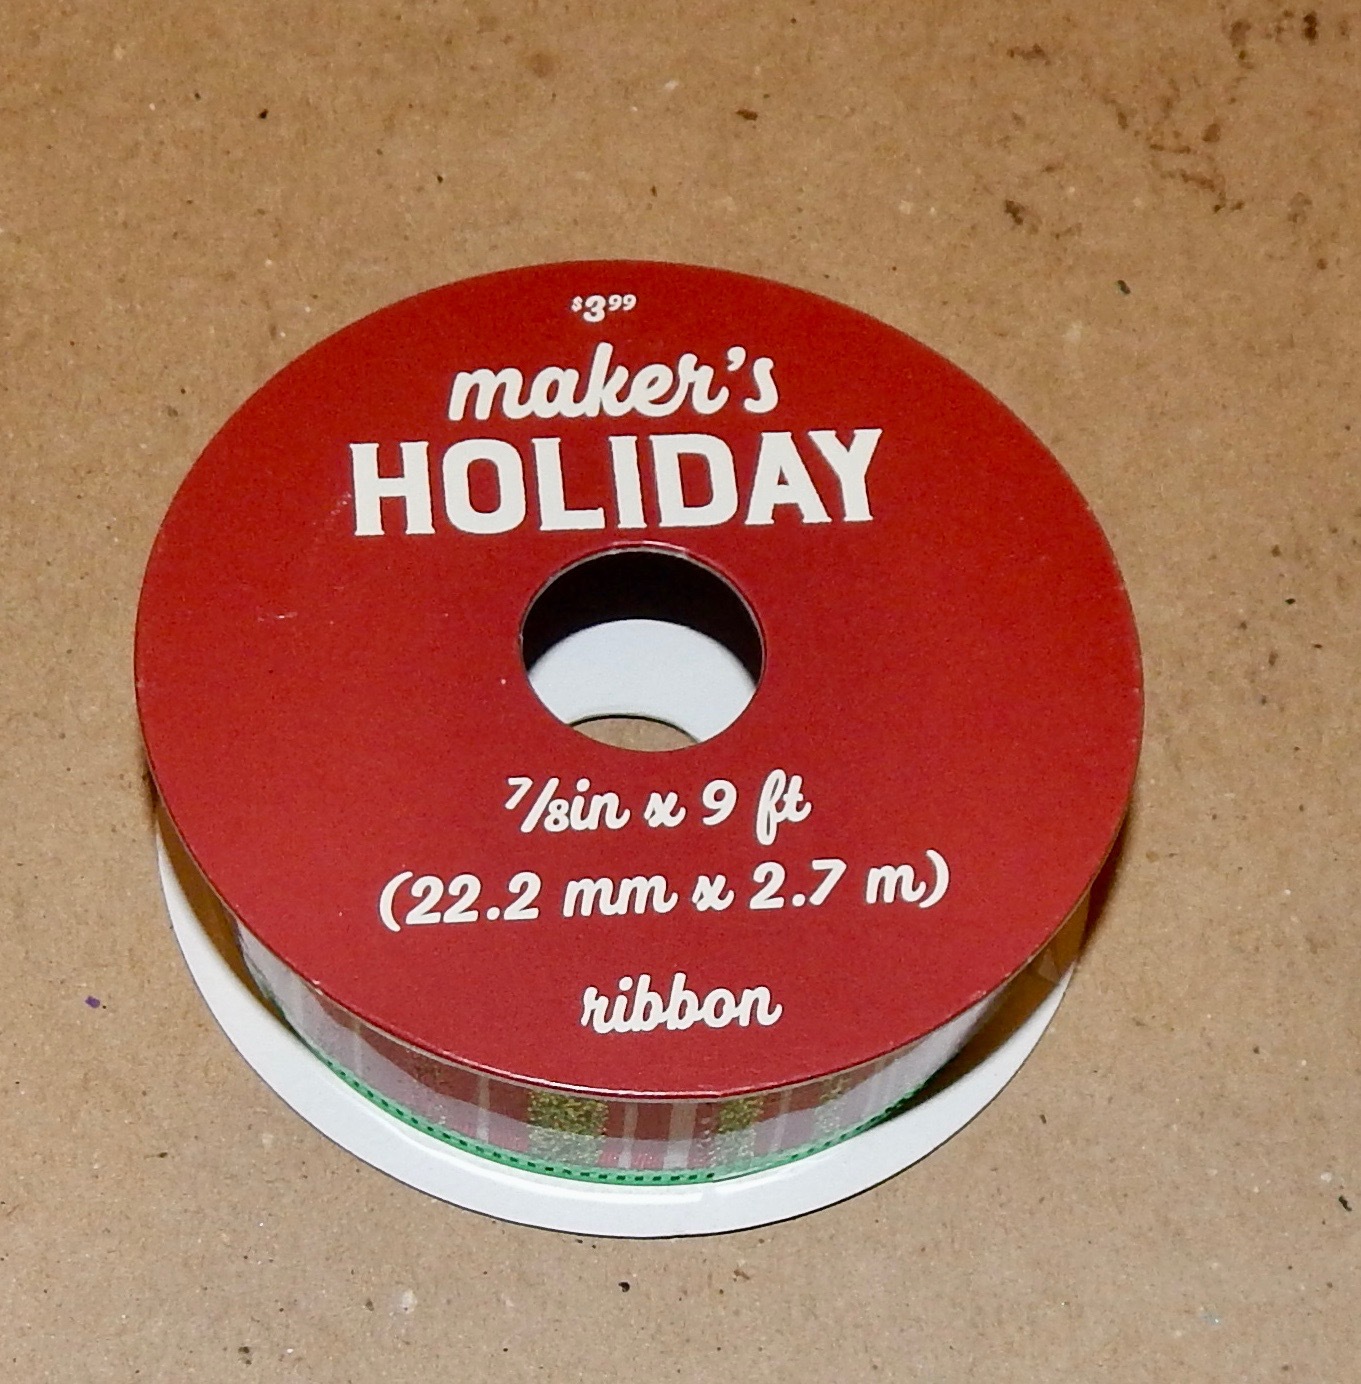 $3.99
maker's
HOLIDAY
7/8in x 9 ft
(22.2 mm x 2.7 m)
ribbon